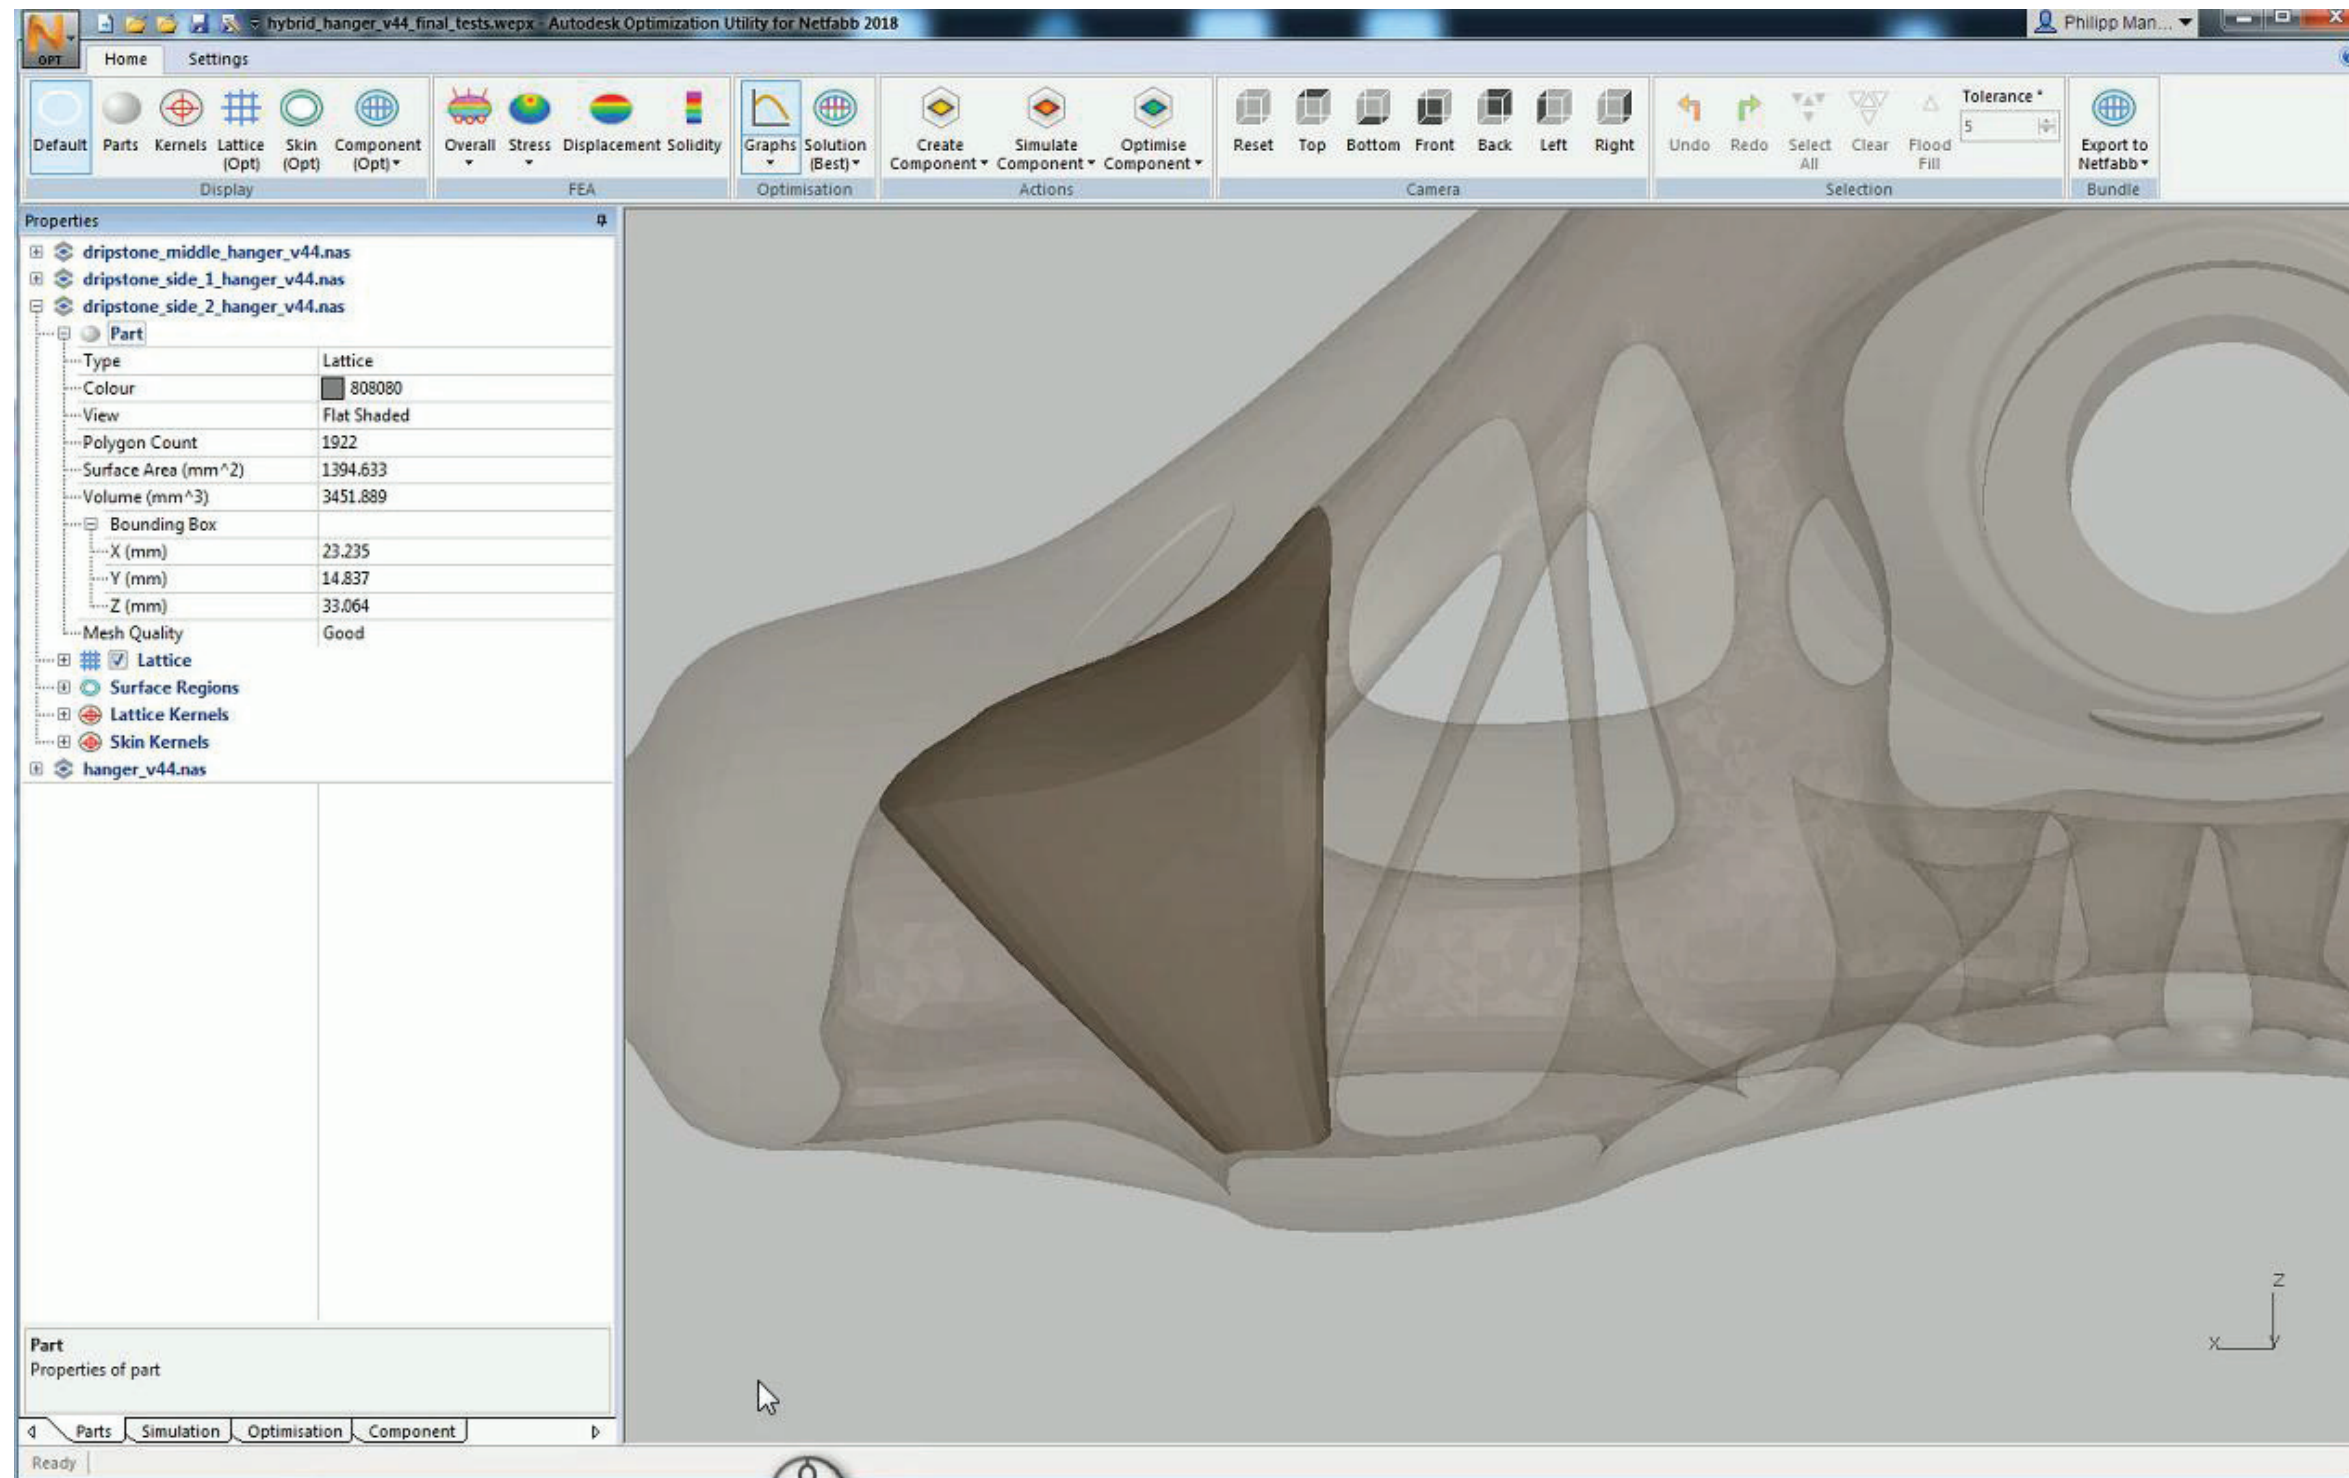 hybrid_hanger_v44_final_tests.wepx - Autodesk Optimization Utility for Netfabb 2018
Philipp Man...
OPT
Home Settings
Default Parts Kernels Lattice (Opt) Skin (Opt) Component (Opt)
Display
Overall Stress Displacement Solidity
FEA
Graphs Solution (Best)
Optimisation
Create Component Simulate Component Optimise Component
Actions
Reset Top Bottom Front Back Left Right
Camera
Undo Redo Select All Clear Flood Fill
Tolerance *
5
Selection
Export to Netfabb
Bundle
Properties
dripstone_middle_hanger_v44.nas
dripstone_side_1_hanger_v44.nas
dripstone_side_2_hanger_v44.nas
Part
Type Lattice
Colour 808080
View Flat Shaded
Polygon Count 1922
Surface Area (mm^2) 1394.633
Volume (mm^3) 3451.889
Bounding Box
X (mm) 23.235
Y (mm) 14.837
Z (mm) 33.064
Mesh Quality Good
Lattice
Surface Regions
Lattice Kernels
Skin Kernels
hanger_v44.nas
Z
X Y
Part
Properties of part
Parts Simulation Optimisation Component
Ready